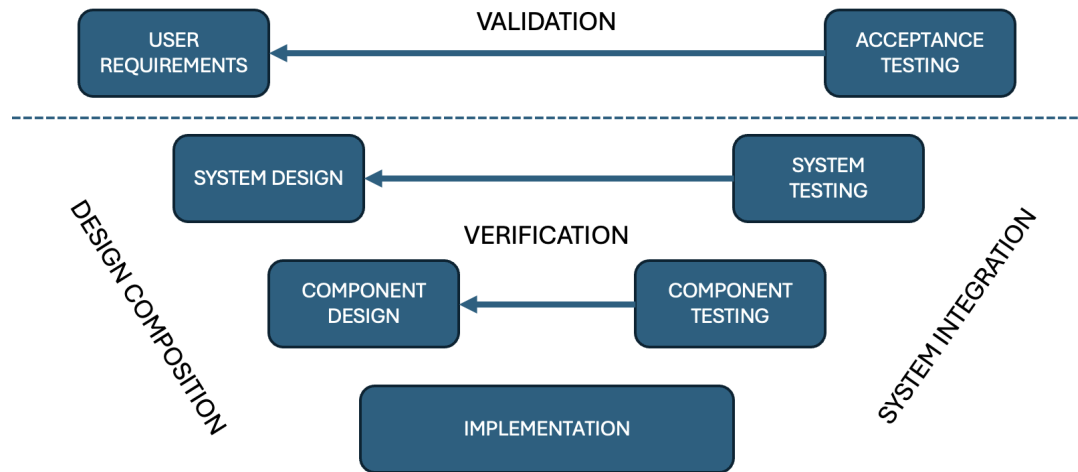 VALIDATION
USER
REQUIREMENTS
ACCEPTANCE
TESTING
SYSTEM DESIGN
SYSTEM
TESTING
DESIGN COMPOSITION
VERIFICATION
SYSTEM INTEGRATION
COMPONENT
DESIGN
COMPONENT
TESTING
IMPLEMENTATION